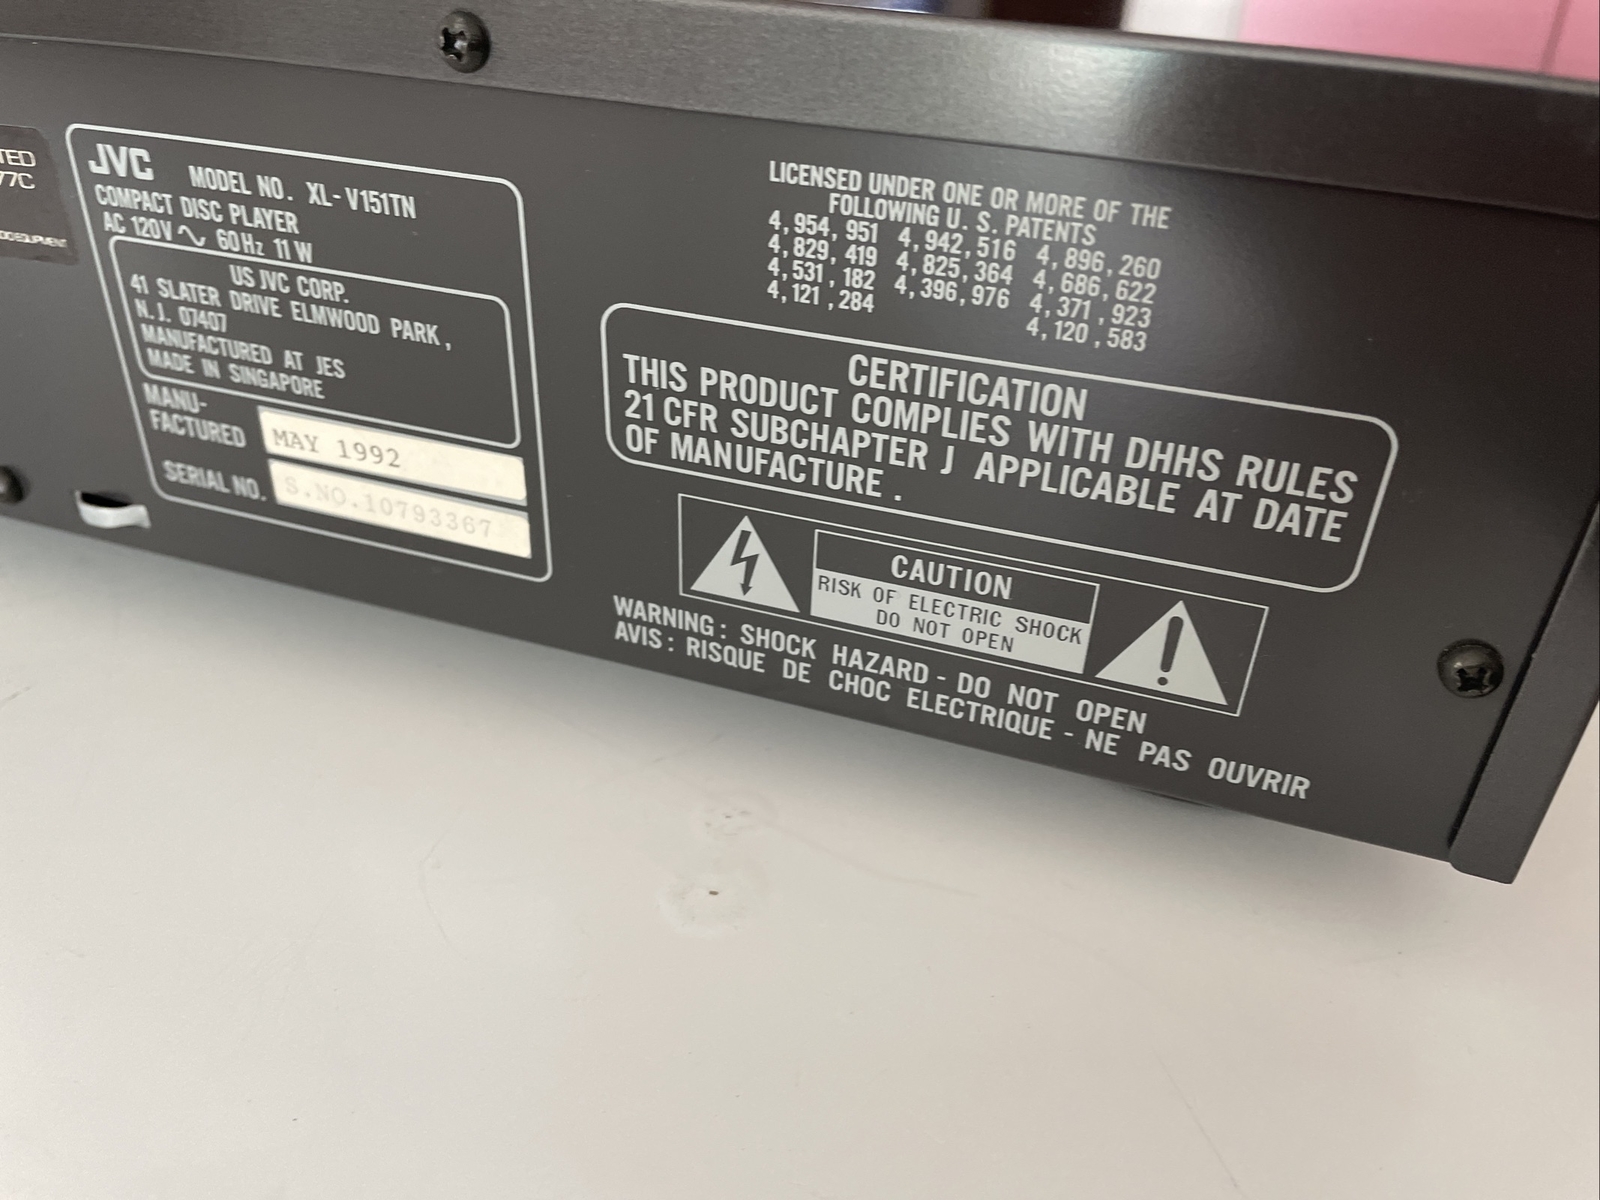 TED
77C
JVC MODEL NO. XL-V151TN
COMPACT DISC PLAYER
AC 120V ∿ 60Hz 11W
US JVC CORP.
41 SLATER DRIVE ELMWOOD PARK,
N.J. 07407
MANUFACTURED AT JES
MADE IN SINGAPORE
MANU-
FACTURED MAY 1992
SERIAL NO. S.NO.10793367
LICENSED UNDER ONE OR MORE OF THE
FOLLOWING U. S. PATENTS
4,954,951 4,942,516 4,896,260
4,829,419 4,825,364 4,686,622
4,531,182 4,396,976 4,371,923
4,121,284 4,120,583
CERTIFICATION
THIS PRODUCT COMPLIES WITH DHHS RULES
21 CFR SUBCHAPTER J APPLICABLE AT DATE
OF MANUFACTURE.
CAUTION
RISK OF ELECTRIC SHOCK
DO NOT OPEN
WARNING: SHOCK HAZARD - DO NOT OPEN
AVIS: RISQUE DE CHOC ELECTRIQUE - NE PAS OUVRIR